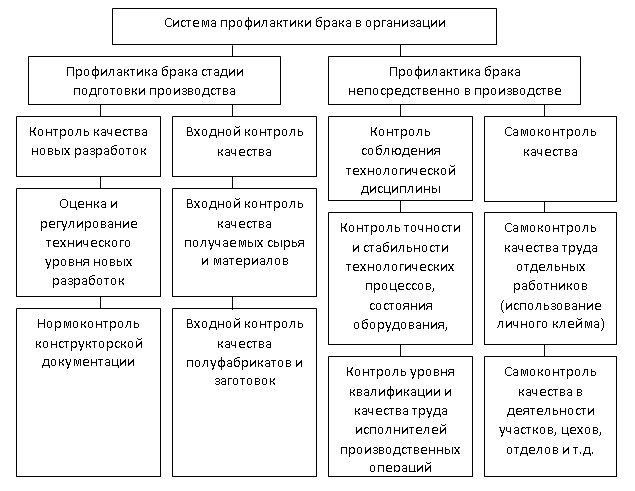 Система профилактики брака в организации
Профилактика брака стадии
подготовки производства
Профилактика брака
непосредственно в производстве
Контроль качества
новых разработок
Входной контроль
качества
Контроль
соблюдения
технологической
дисциплины
Самоконтроль
качества
Оценка и
регулирование
технического
уровня новых
разработок
Входной контроль
качества
получаемых сырья
и материалов
Контроль точности
и стабильности
технологических
процессов,
состояния
оборудования,
Самоконтроль
качества труда
отдельных
работников
(использование
личного клейма)
Нормоконтроль
конструкторской
документации
Входной контроль
качества
полуфабрикатов и
заготовок
Контроль уровня
квалификации и
качества труда
исполнителей
производственных
операций
Самоконтроль
качества в
деятельности
участков, цехов,
отделов и т.д.